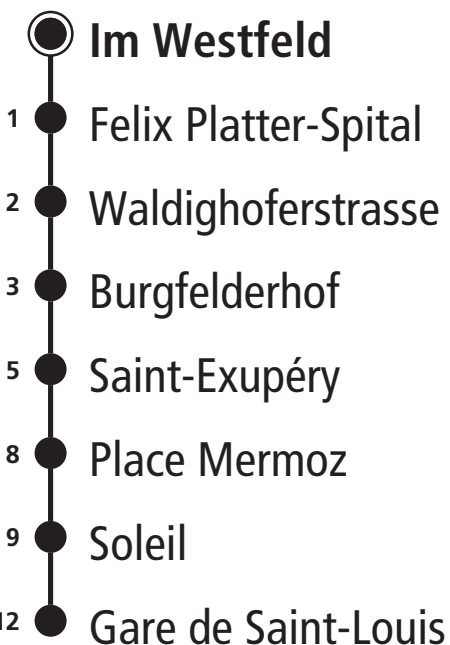 Im Westfeld
1 Felix Platter-Spital
2 Waldighoferstrasse
3 Burgfelderhof
5 Saint-Exupéry
8 Place Mermoz
9 Soleil
12 Gare de Saint-Louis